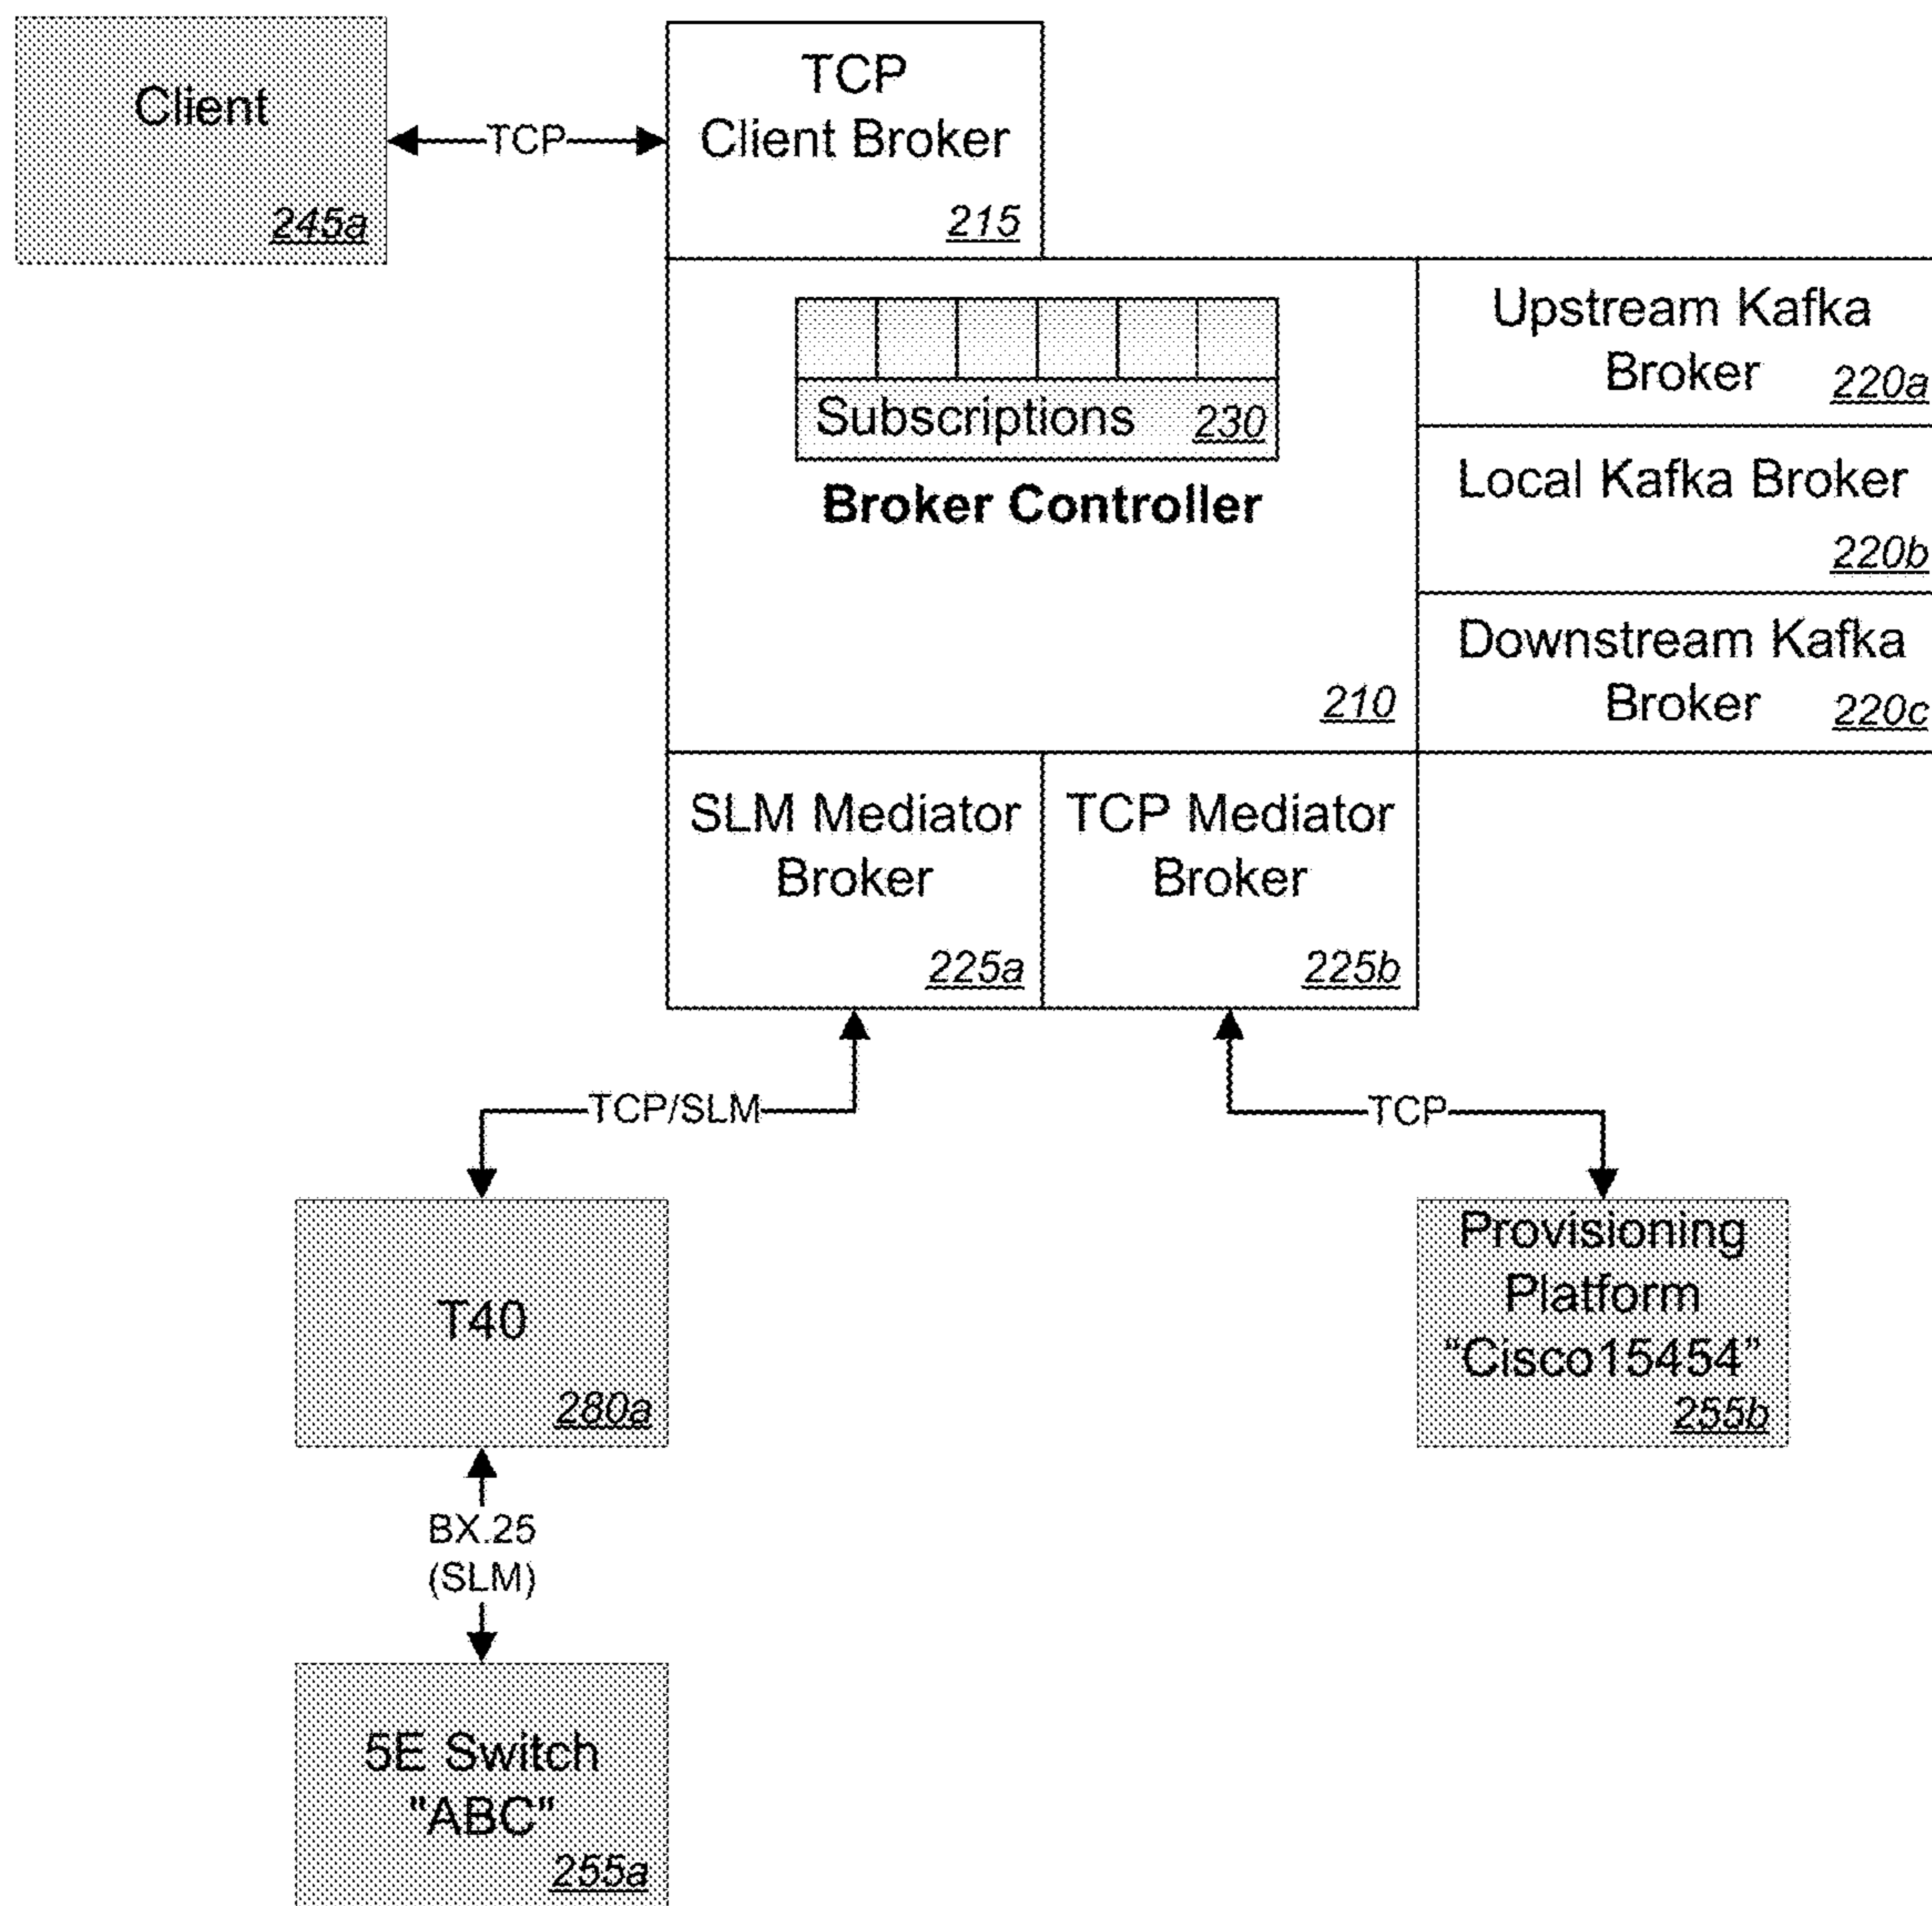 Client
245a
TCP
TCP
Client Broker
215
Subscriptions 230
Broker Controller
210
Upstream Kafka
Broker 220a
Local Kafka Broker
220b
Downstream Kafka
Broker 220c
SLM Mediator
Broker
225a
TCP Mediator
Broker
225b
TCP/SLM
TCP
T40
280a
Provisioning
Platform
“Cisco15454”
255b
BX.25
(SLM)
5E Switch
"ABC"
255a